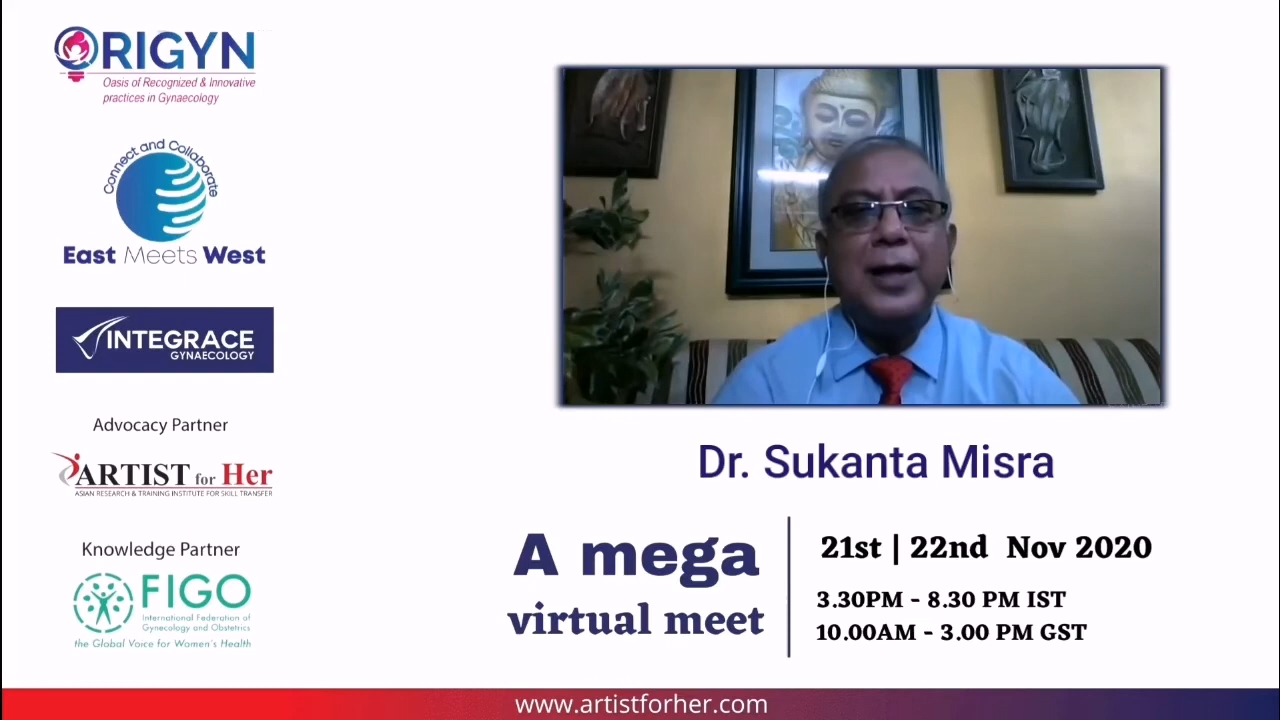 ORIGYN
Oasis of Recognized & Innovative
practices in Gynaecology
Connect and Collaborate
East Meets West
INTEGRACE
GYNAECOLOGY
Advocacy Partner
ARTIST for Her
ASIAN RESEARCH & TRAINING INSTITUTE FOR SKILL TRANSFER
Knowledge Partner
FIGO
International Federation of
Gynecology and Obstetrics
the Global Voice for Women's Health
Dr. Sukanta Misra
A mega
virtual meet
21st | 22nd Nov 2020
3.30PM - 8.30 PM IST
10.00AM - 3.00 PM GST
www.artistforher.com